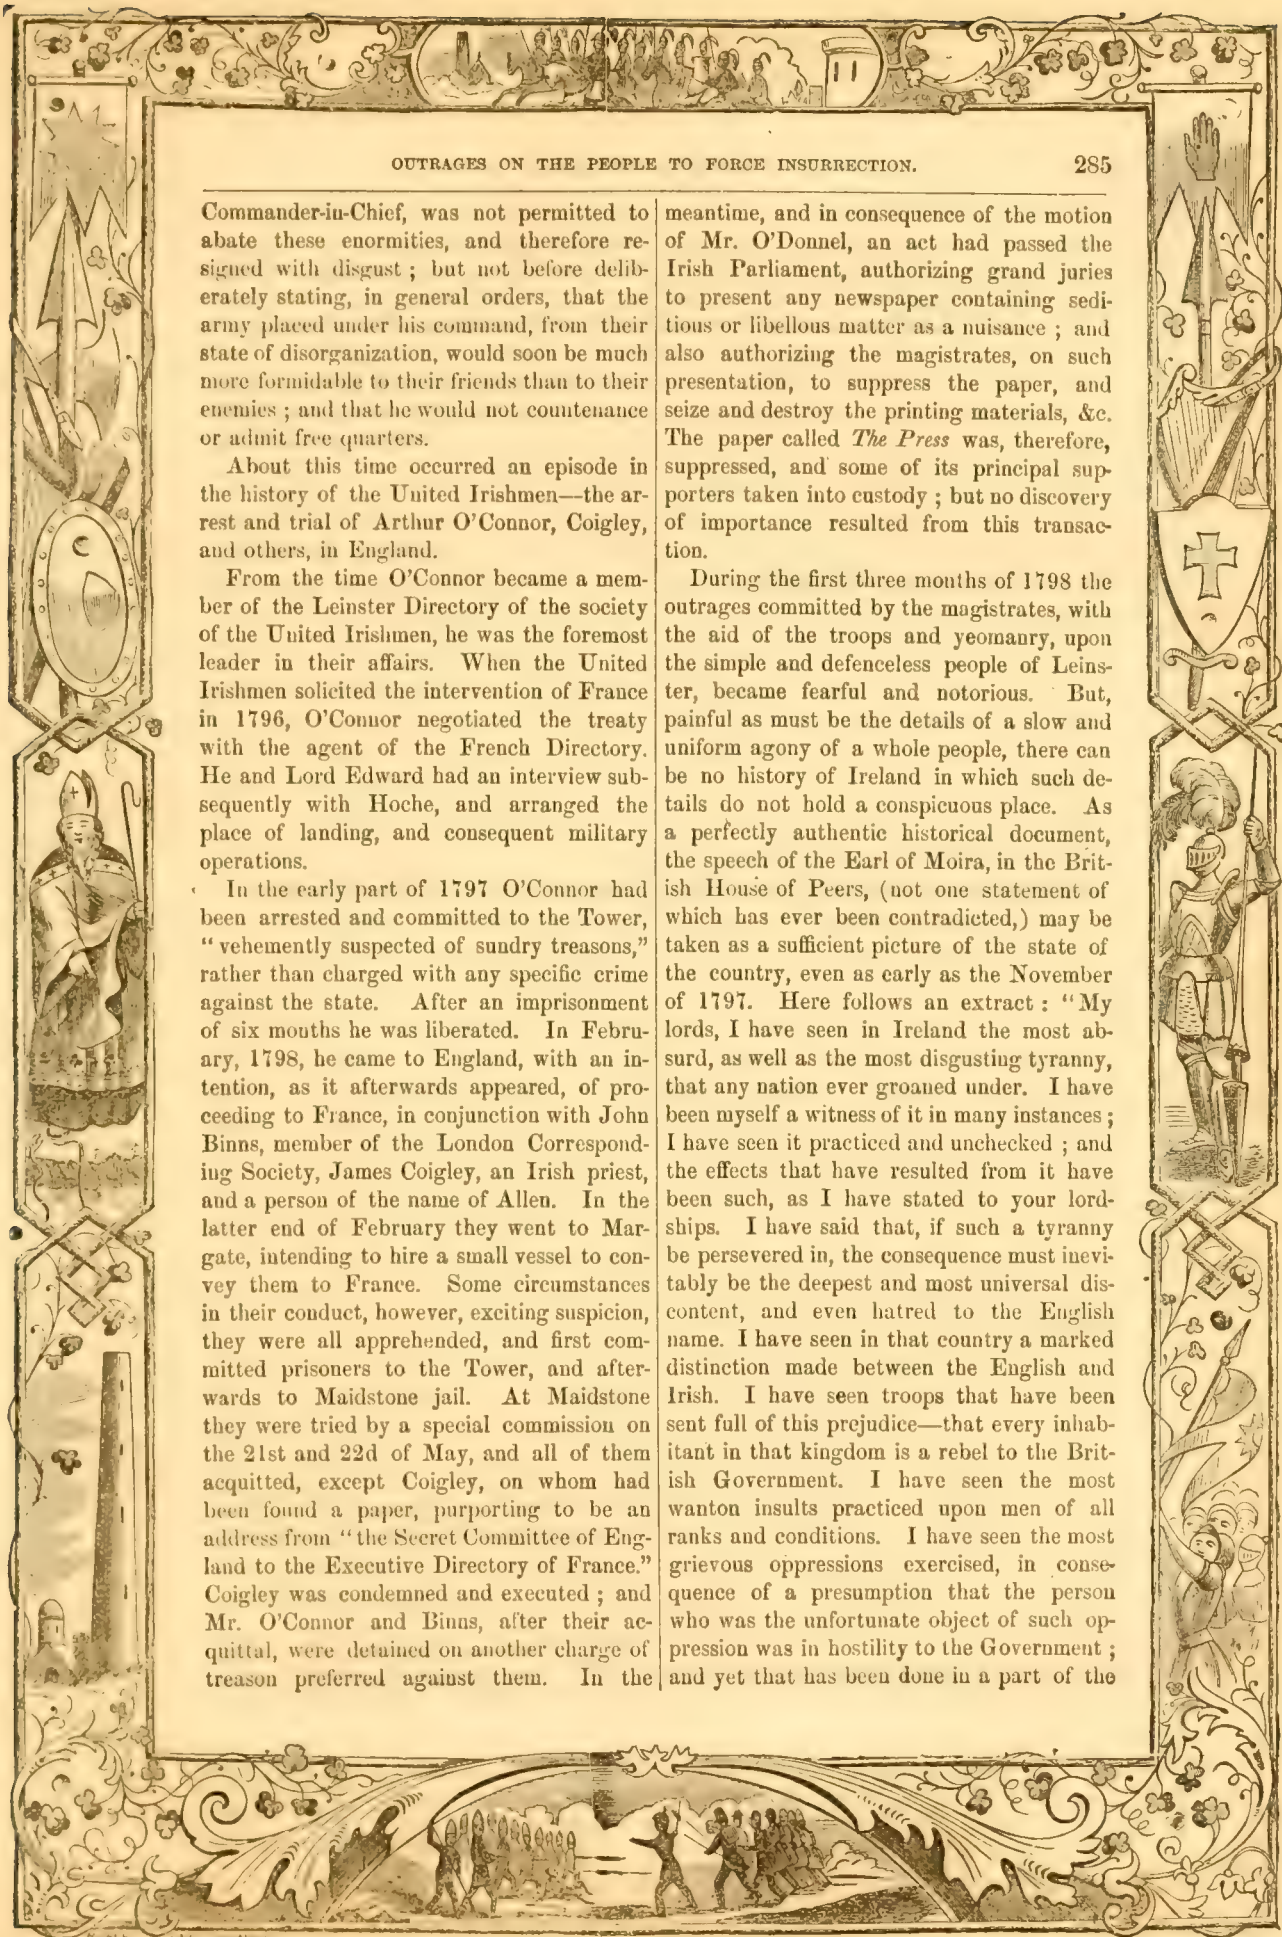 OUTRAGES ON THE PEOPLE TO FORCE INSURRECTION. 285
Commander-in-Chief, was not permitted to
abate these enormities, and therefore re-
signed with disgust ; but not before delib-
erately stating, in general orders, that the
army placed under his command, from their
state of disorganization, would soon be much
more formidable to their friends than to their
enemies ; and that he would not countenance
or admit free quarters.
About this time occurred an episode in
the history of the United Irishmen—the ar-
rest and trial of Arthur O'Connor, Coigley,
and others, in England.
From the time O'Connor became a mem-
ber of the Leinster Directory of the society
of the United Irishmen, he was the foremost
leader in their affairs. When the United
Irishmen solicited the intervention of France
in 1796, O'Connor negotiated the treaty
with the agent of the French Directory.
He and Lord Edward had an interview sub-
sequently with Hoche, and arranged the
place of landing, and consequent military
operations.
In the early part of 1797 O'Connor had
been arrested and committed to the Tower,
"vehemently suspected of sundry treasons,"
rather than charged with any specific crime
against the state. After an imprisonment
of six months he was liberated. In Febru-
ary, 1798, he came to England, with an in-
tention, as it afterwards appeared, of pro-
ceeding to France, in conjunction with John
Binns, member of the London Correspond-
ing Society, James Coigley, an Irish priest,
and a person of the name of Allen. In the
latter end of February they went to Mar-
gate, intending to hire a small vessel to con-
vey them to France. Some circumstances
in their conduct, however, exciting suspicion,
they were all apprehended, and first com-
mitted prisoners to the Tower, and after-
wards to Maidstone jail. At Maidstone
they were tried by a special commission on
the 21st and 22d of May, and all of them
acquitted, except Coigley, on whom had
been found a paper, purporting to be an
address from "the Secret Committee of Eng-
land to the Executive Directory of France."
Coigley was condemned and executed ; and
Mr. O'Connor and Binns, after their ac-
quittal, were detained on another charge of
treason preferred against them. In the
meantime, and in consequence of the motion
of Mr. O'Donnel, an act had passed the
Irish Parliament, authorizing grand juries
to present any newspaper containing sedi-
tious or libellous matter as a nuisance ; and
also authorizing the magistrates, on such
presentation, to suppress the paper, and
seize and destroy the printing materials, &c.
The paper called The Press was, therefore,
suppressed, and some of its principal sup-
porters taken into custody ; but no discovery
of importance resulted from this transac-
tion.
During the first three months of 1798 the
outrages committed by the magistrates, with
the aid of the troops and yeomanry, upon
the simple and defenceless people of Leins-
ter, became fearful and notorious. But,
painful as must be the details of a slow and
uniform agony of a whole people, there can
be no history of Ireland in which such de-
tails do not hold a conspicuous place. As
a perfectly authentic historical document,
the speech of the Earl of Moira, in the Brit-
ish House of Peers, (not one statement of
which has ever been contradicted,) may be
taken as a sufficient picture of the state of
the country, even as early as the November
of 1797. Here follows an extract : "My
lords, I have seen in Ireland the most ab-
surd, as well as the most disgusting tyranny,
that any nation ever groaned under. I have
been myself a witness of it in many instances ;
I have seen it practiced and unchecked ; and
the effects that have resulted from it have
been such, as I have stated to your lord-
ships. I have said that, if such a tyranny
be persevered in, the consequence must inevi-
tably be the deepest and most universal dis-
content, and even hatred to the English
name. I have seen in that country a marked
distinction made between the English and
Irish. I have seen troops that have been
sent full of this prejudice—that every inhab-
itant in that kingdom is a rebel to the Brit-
ish Government. I have seen the most
wanton insults practiced upon men of all
ranks and conditions. I have seen the most
grievous oppressions exercised, in conse-
quence of a presumption that the person
who was the unfortunate object of such op-
pression was in hostility to the Government ;
and yet that has been done in a part of the